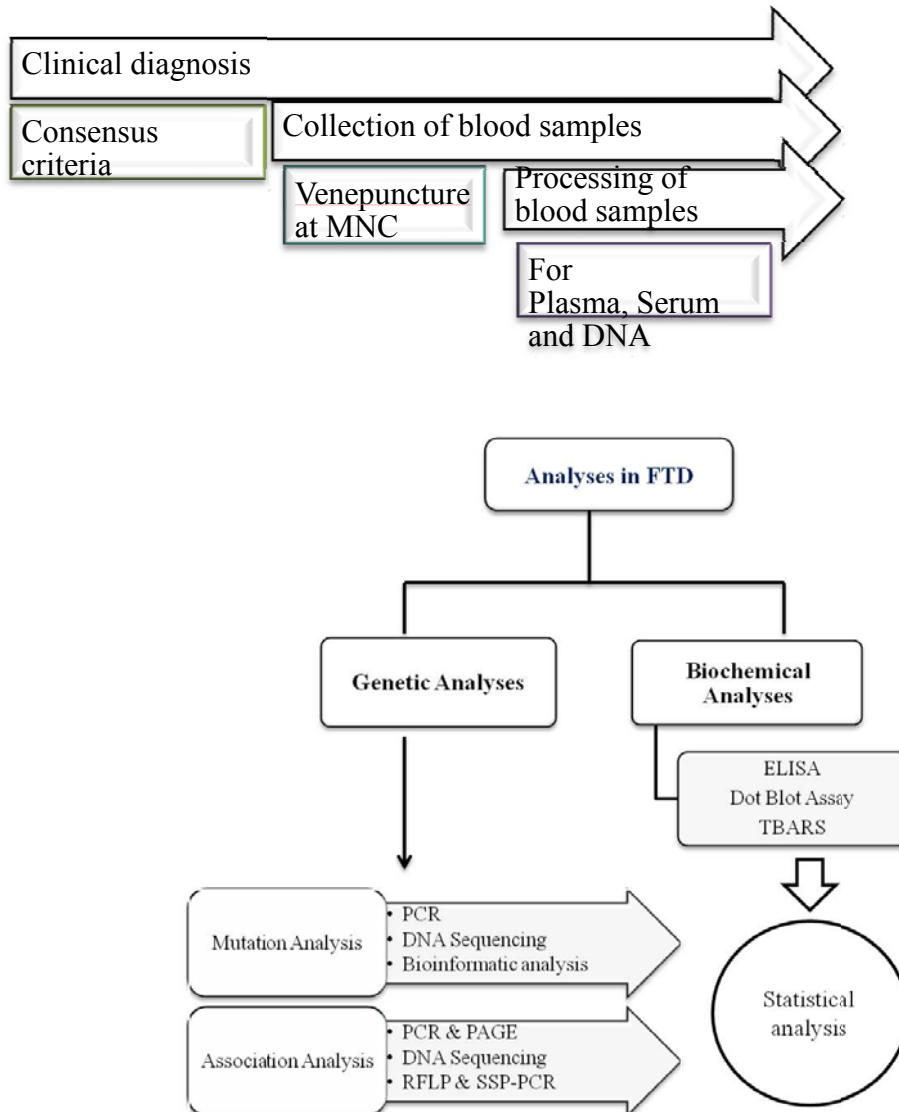 Clinical diagnosis
Consensus
criteria
Collection of blood samples
Venepuncture
at MNC
Processing of
blood samples
For
Plasma, Serum
and DNA
Analyses in FTD
Genetic Analyses
Biochemical
Analyses
ELISA
Dot Blot Assay
TBARS
Mutation Analysis
• PCR
• DNA Sequencing
• Bioinformatic analysis
Association Analysis
• PCR & PAGE
• DNA Sequencing
• RFLP & SSP-PCR
Statistical
analysis